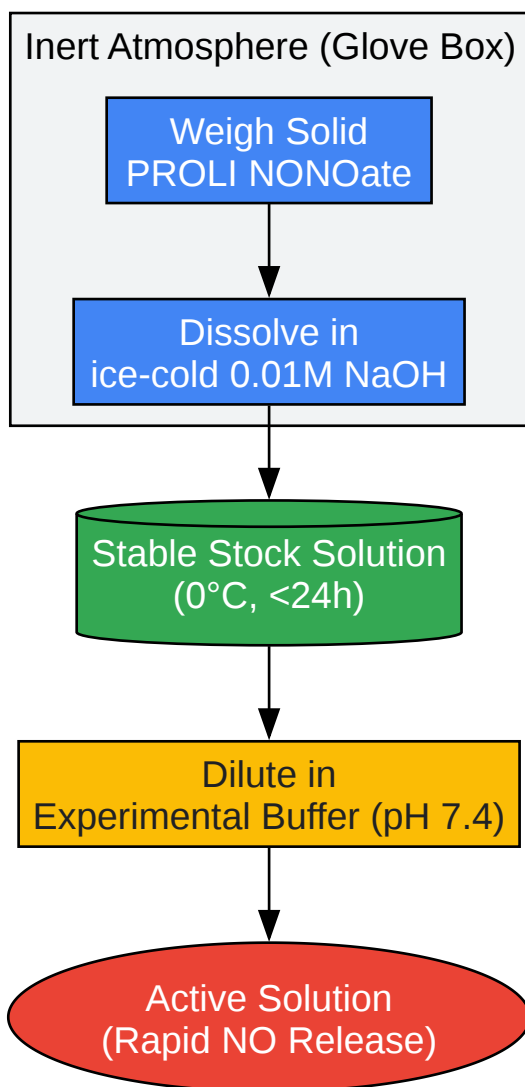 Inert Atmosphere (Glove Box)
Weigh Solid
PROLI NONOate
Dissolve in
ice-cold 0.01M NaOH
Stable Stock Solution
(0°C, <24h)
Dilute in
Experimental Buffer (pH 7.4)
Active Solution
(Rapid NO Release)